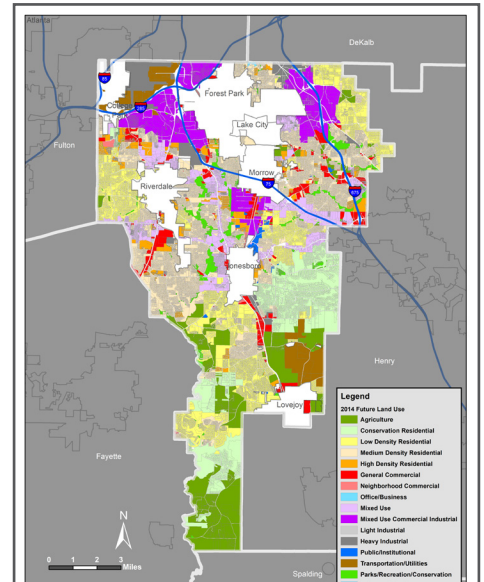 Atlanta
DeKalb
85
Forest Park
College
Park
285
Lake City
Fulton
Morrow
75
Riverdale
675
Jonesboro
Henry
Lovejoy
Fayette
N
0 1 2 3
Miles
Spalding
Legend
2014 Future Land Use
Agriculture
Conservation Residential
Low Density Residential
Medium Density Residential
High Density Residential
General Commercial
Neighborhood Commercial
Office/Business
Mixed Use
Mixed Use Commercial Industrial
Light Industrial
Heavy Industrial
Public/Institutional
Transportation/Utilities
Parks/Recreation/Conservation